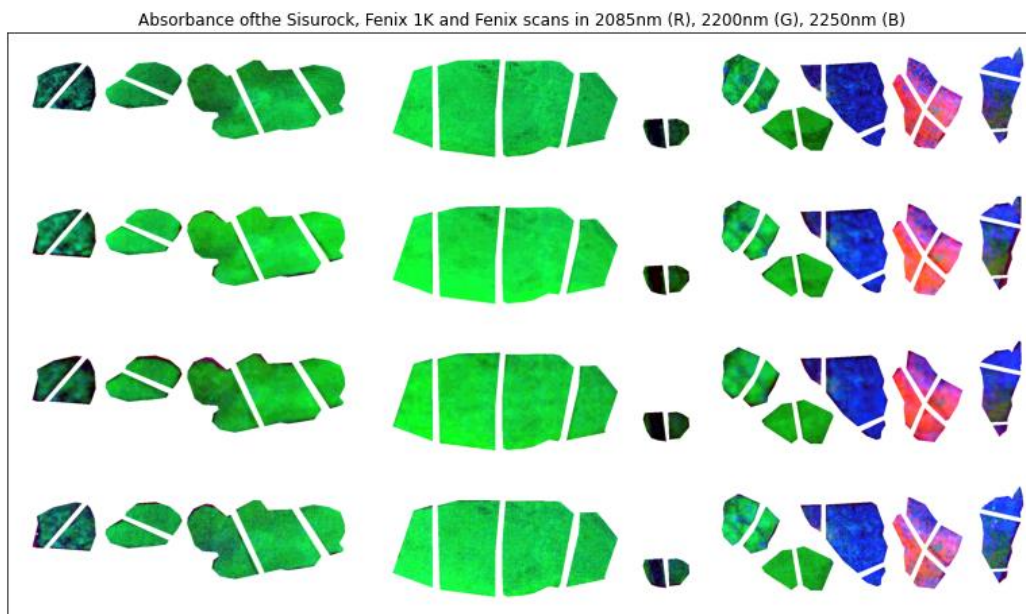 Absorbance ofthe Sisurock, Fenix 1K and Fenix scans in 2085nm (R), 2200nm (G), 2250nm (B)